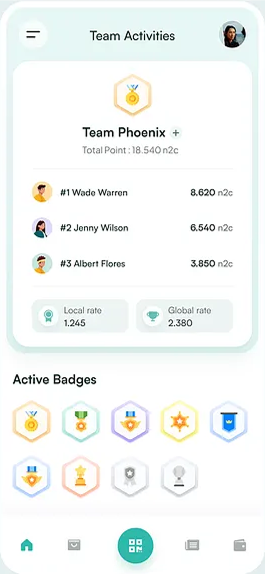 Team Activities
Team Phoenix +
Total Point : 18.540 n2c
#1 Wade Warren 8.620 n2c
#2 Jenny Wilson 6.540 n2c
#3 Albert Flores 3.850 n2c
Local rate
1.245
Global rate
2.380
Active Badges